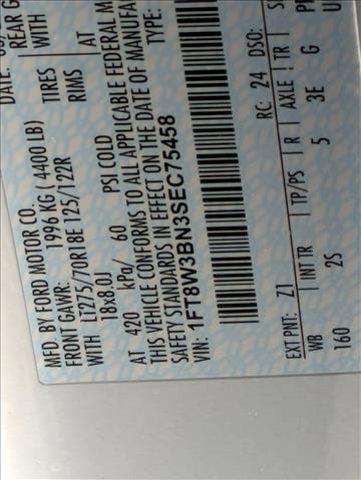 DATE:
MFD. BY FORD MOTOR CO.
FRONT GAWR: REAR G
1996 KG ( 4400 LB) WITH
WITH LT275/70R18E 125/122R TIRES
18x8.0J RIMS
AT 420 kPa/ 60 PSI COLD AT
THIS VEHICLE CONFORMS TO ALL APPLICABLE FEDERAL M
SAFETY STANDARDS IN EFFECT ON THE DATE OF MANUFA
VIN: 1FT8W3BN3SEC75458 TYPE:
EXT PNT: Z1 RC: 24 DSO:
WB INT TR TP/PS R AXLE TR
160 2S 5 3E G